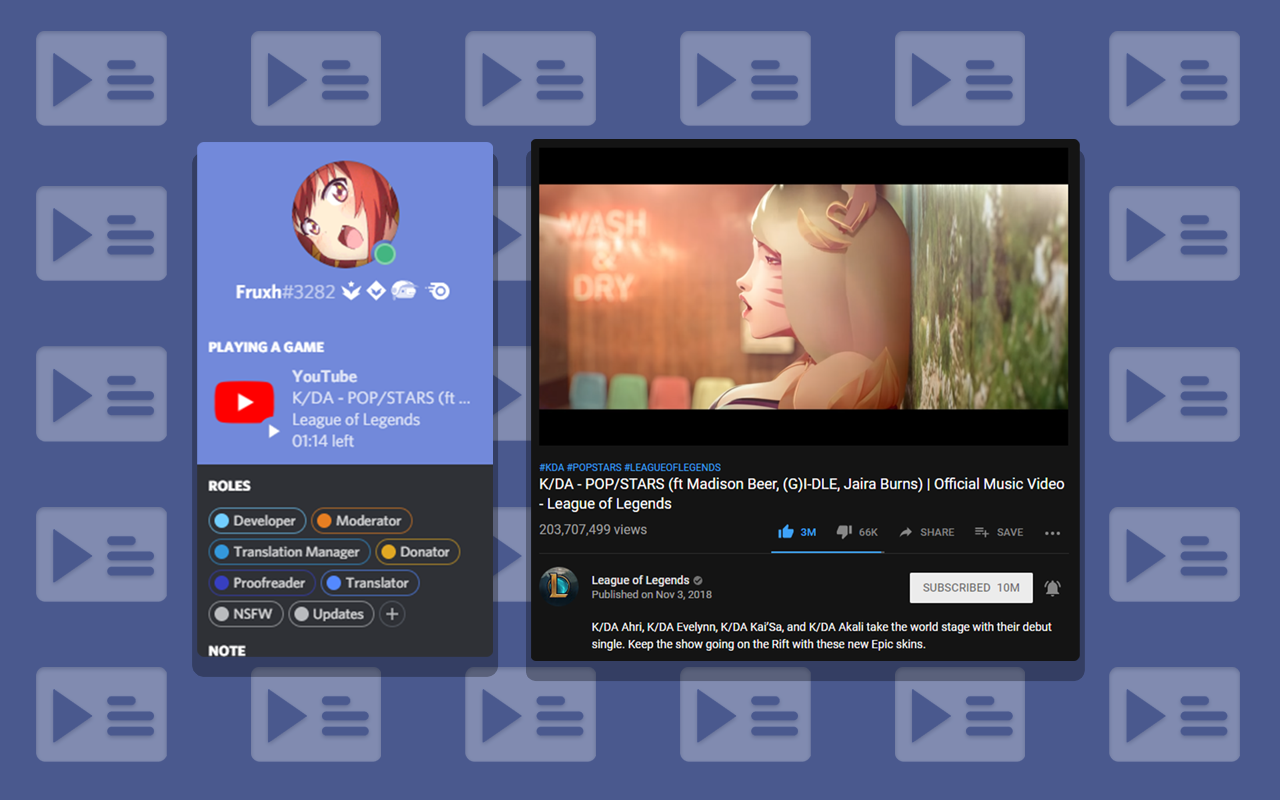 Fruxh#3282
PLAYING A GAME
YouTube
K/DA - POP/STARS (ft ...
League of Legends
01:14 left
ROLES
Developer
Moderator
Translation Manager
Donator
Proofreader
Translator
NSFW
Updates
NOTE
WASH
&
DRY
#KDA #POPSTARS #LEAGUEOFLEGENDS
K/DA - POP/STARS (ft Madison Beer, (G)I-DLE, Jaira Burns) | Official Music Video
- League of Legends
203,707,499 views
3M
66K
SHARE
SAVE
League of Legends
Published on Nov 3, 2018
SUBSCRIBED 10M
K/DA Ahri, K/DA Evelynn, K/DA Kai'Sa, and K/DA Akali take the world stage with their debut
single. Keep the show going on the Rift with these new Epic skins.